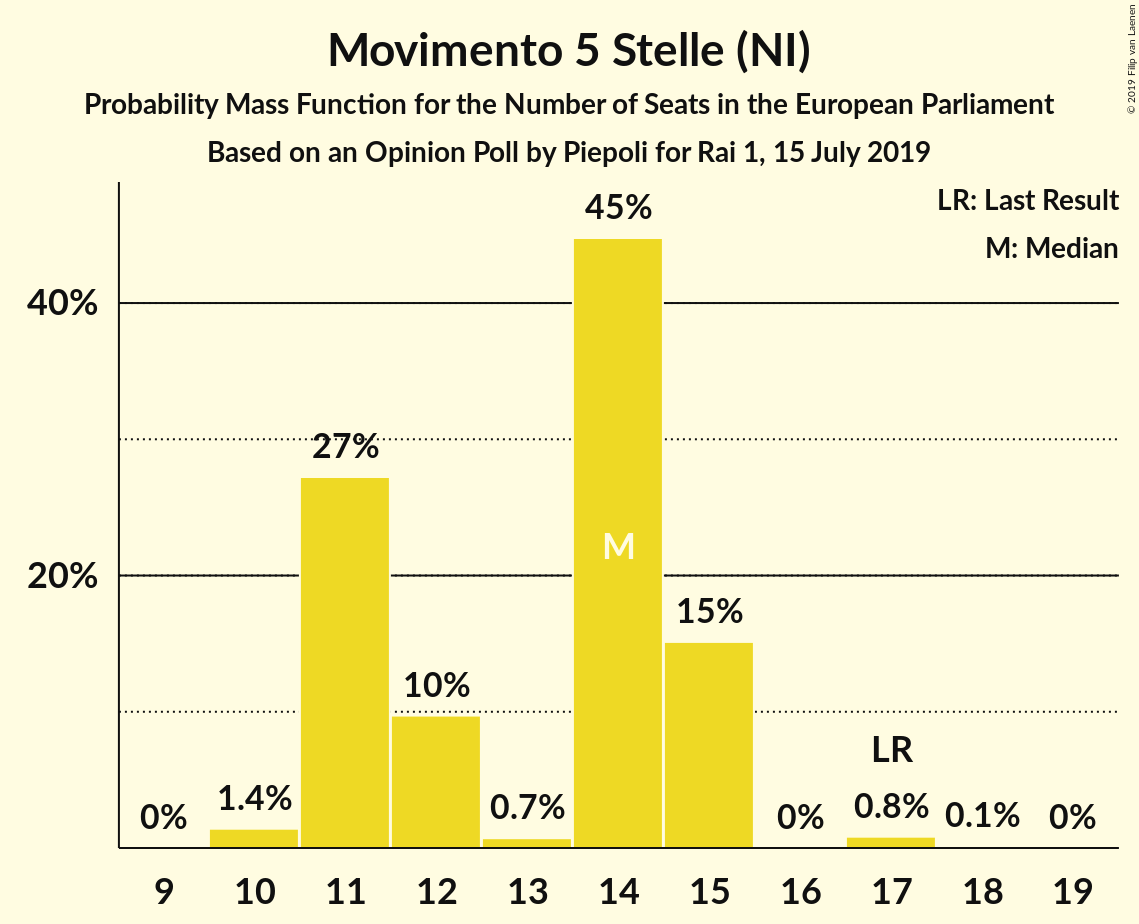 Movimento 5 Stelle (NI)
Probability Mass Function for the Number of Seats in the European Parliament
Based on an Opinion Poll by Piepoli for Rai 1, 15 July 2019
© 2019 Filip van Laenen
LR: Last Result
M: Median
45%
40%
27%
M
20%
15%
10%
LR
0%
1.4%
0.7%
0%
0.8%
0.1%
0%
9 10 11 12 13 14 15 16 17 18 19